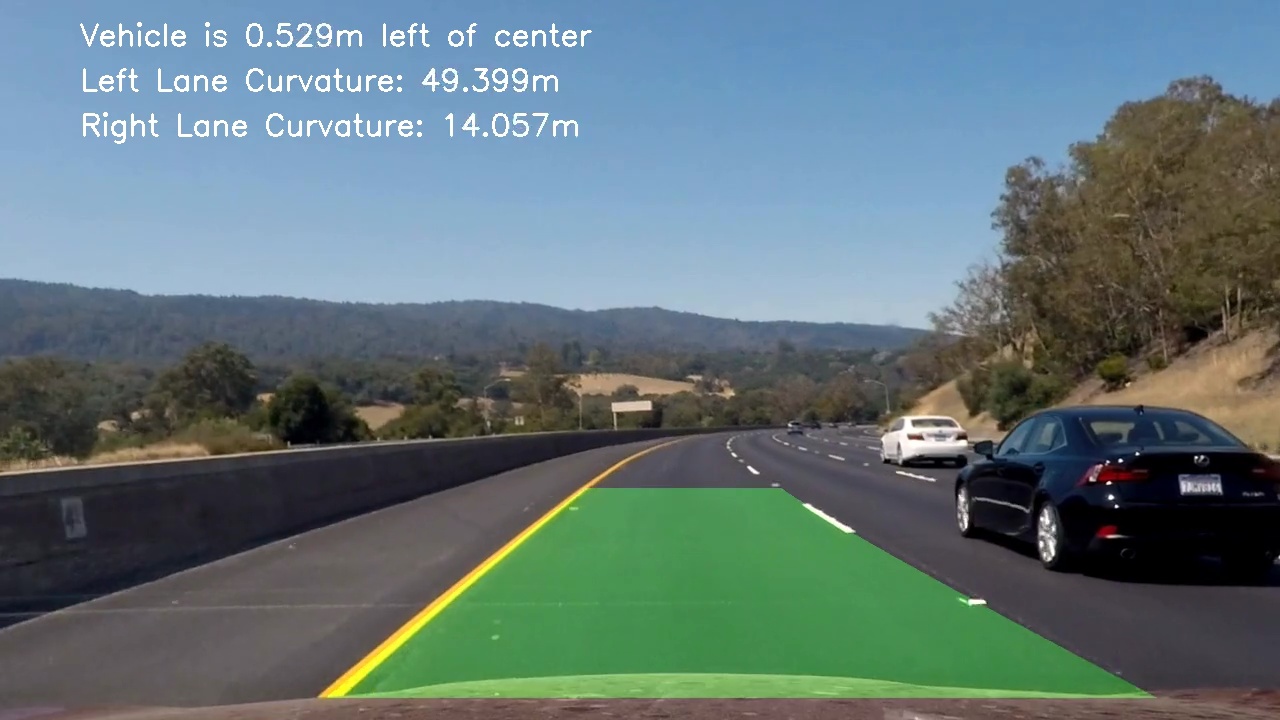 Vehicle is 0.529m left of center
Left Lane Curvature: 49.399m
Right Lane Curvature: 14.057m